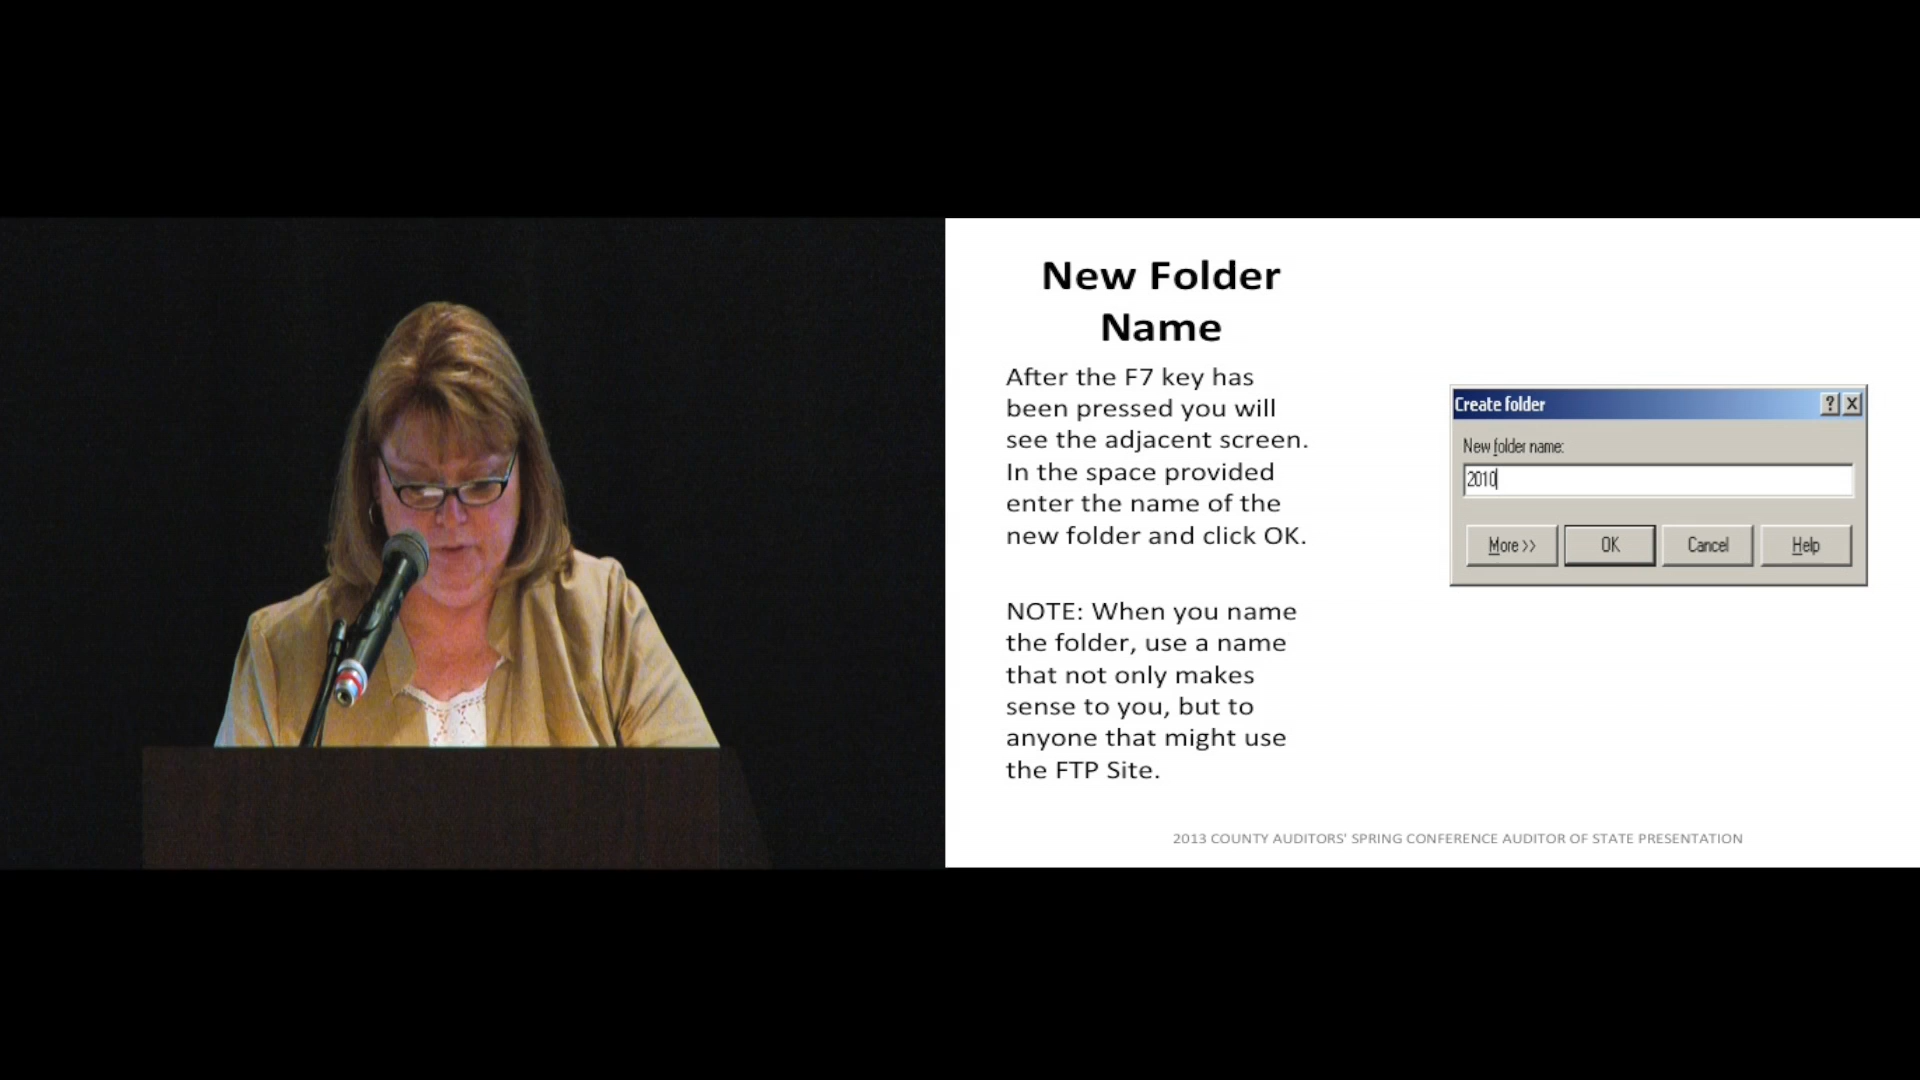 New Folder
Name
After the F7 key has
been pressed you will
see the adjacent screen.
In the space provided
enter the name of the
new folder and click OK.
NOTE: When you name
the folder, use a name
that not only makes
sense to you, but to
anyone that might use
the FTP Site.
Create folder
New folder name:
2010
More >> OK Cancel Help
2013 COUNTY AUDITORS' SPRING CONFERENCE AUDITOR OF STATE PRESENTATION